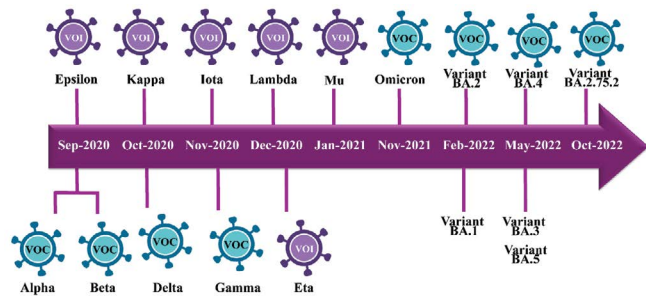 VOI VOI VOI VOI VOI VOC VOC VOC VOC
Epsilon Kappa Iota Lambda Mu Omicron Variant Variant Variant
BA.2 BA.4 BA.2.75.2
Sep-2020 Oct-2020 Nov-2020 Dec-2020 Jan-2021 Nov-2021 Feb-2022 May-2022 Oct-2022
Variant Variant
BA.1 BA.3
Variant
BA.5
VOC VOC VOC VOC VOI
Alpha Beta Delta Gamma Eta